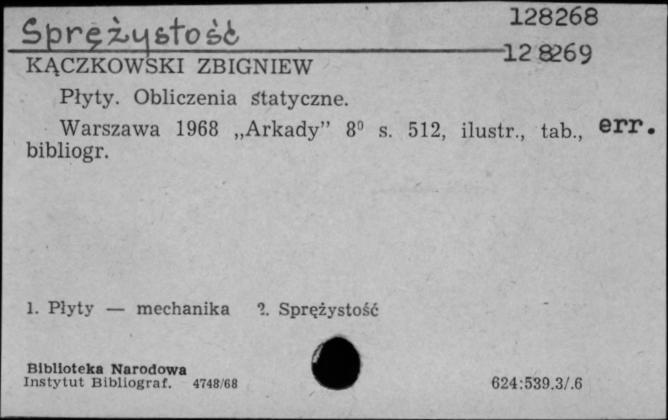 Sprężystość 128268
128269
KĄCZKOWSKI ZBIGNIEW
Płyty. Obliczenia statyczne.
Warszawa 1968 „Arkady” 8⁰ s. 512, ilustr., tab., err.
bibliogr.
1. Płyty — mechanika 2. Sprężystość
Biblioteka Narodowa
Instytut Bibliograf. 4748/68 624:539.3/.6